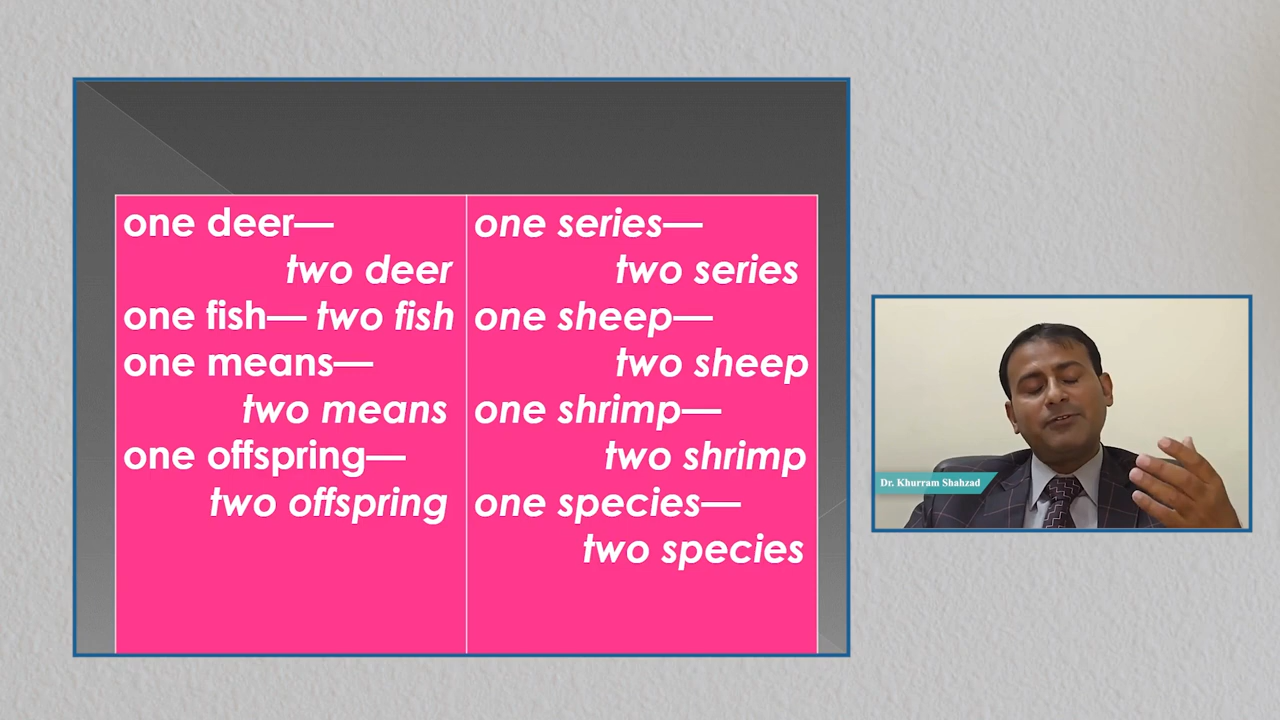 one deer—
two deer
one fish— two fish
one means—
two means
one offspring—
two offspring
one series—
two series
one sheep—
two sheep
one shrimp—
two shrimp
one species—
two species
Dr. Khurram Shahzad